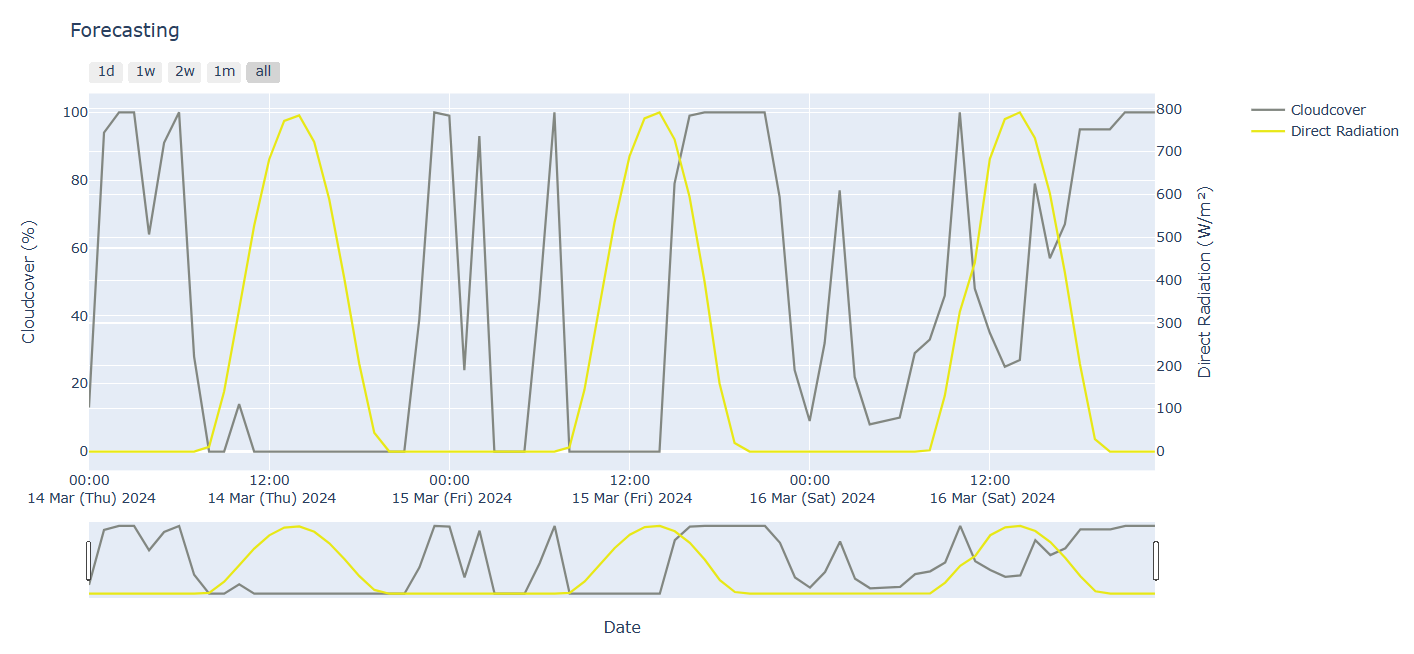 Forecasting
1d 1w 2w 1m all
Cloudcover
Direct Radiation
Cloudcover (%)
100
80
60
40
20
0
Direct Radiation (W/m²)
800
700
600
500
400
300
200
100
0
00:00 12:00 00:00 12:00 00:00 12:00
14 Mar (Thu) 2024 14 Mar (Thu) 2024 15 Mar (Fri) 2024 15 Mar (Fri) 2024 16 Mar (Sat) 2024 16 Mar (Sat) 2024
Date